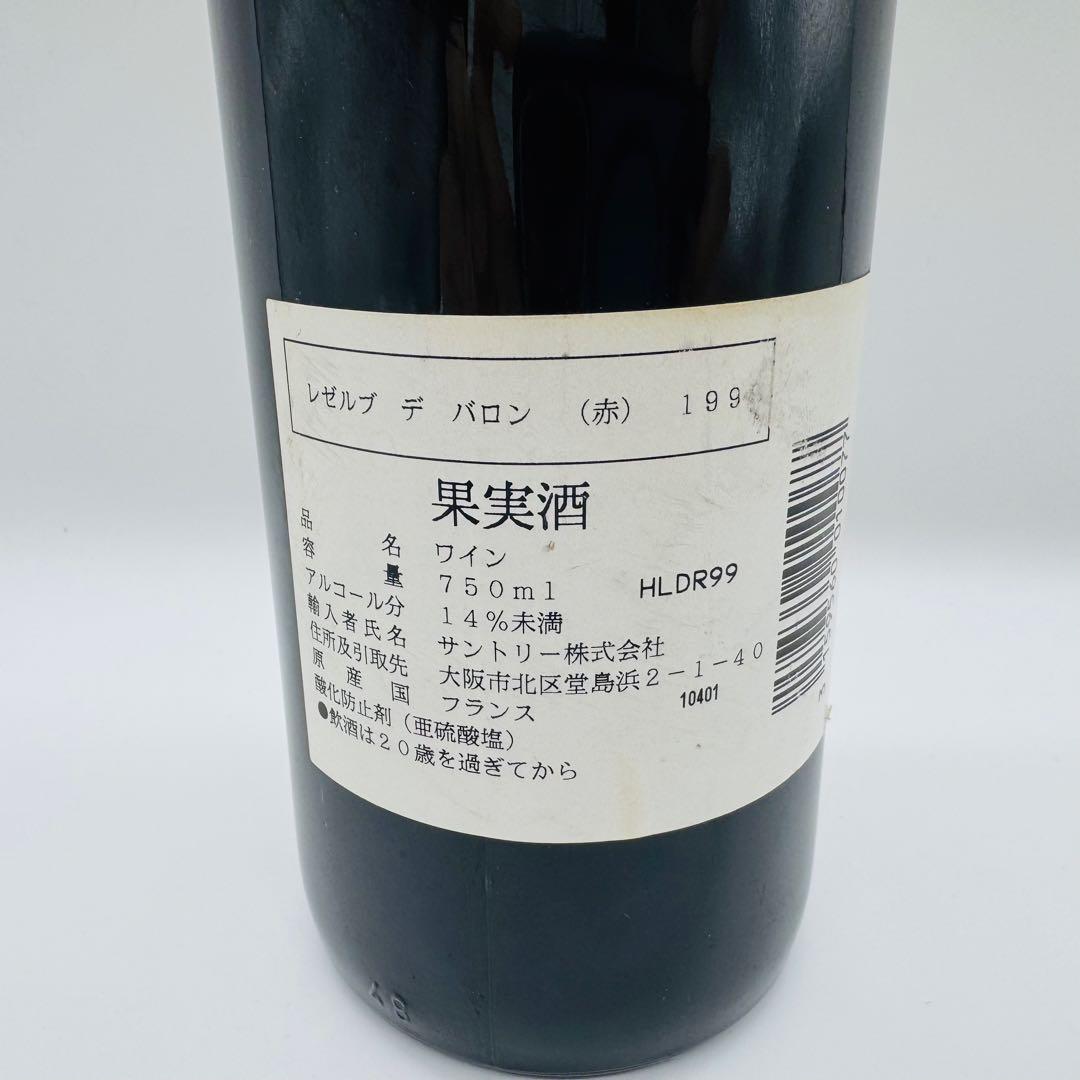 レゼルブ デ バロン (赤) 199
果実酒
品名 ワイン
容量 750ml
HLDR99
アルコール分 14%未満
輸入者氏名 サントリー株式会社
住所及引取先 大阪市北区堂島浜2-1-40
原産国 フランス
10401
酸化防止剤(亜硫酸塩)
●飲酒は20歳を過ぎてから